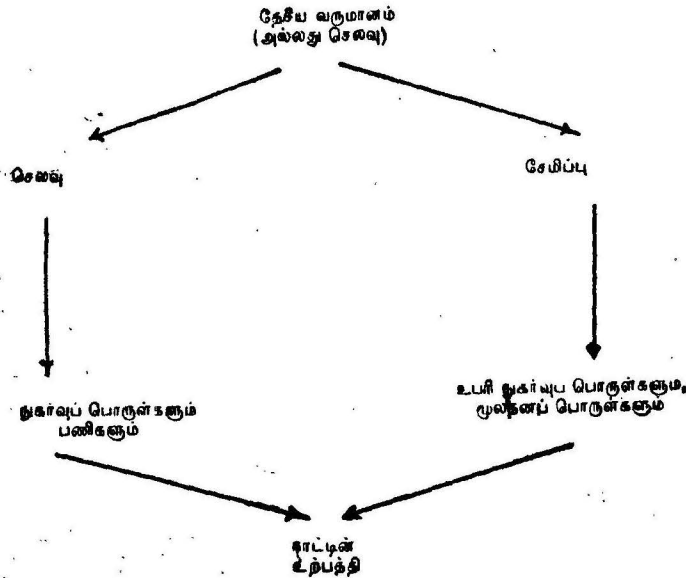 தேசிய வருமானம்
(அல்லது செலவு)
செலவு
சேமிப்பு
நுகர்வுப் பொருள்களும்
பணிகளும்
உபரி நுகர்வுப பொருள்களும,
மூலதனப் பொருள்களும்
நாட்டின்
உற்பத்தி